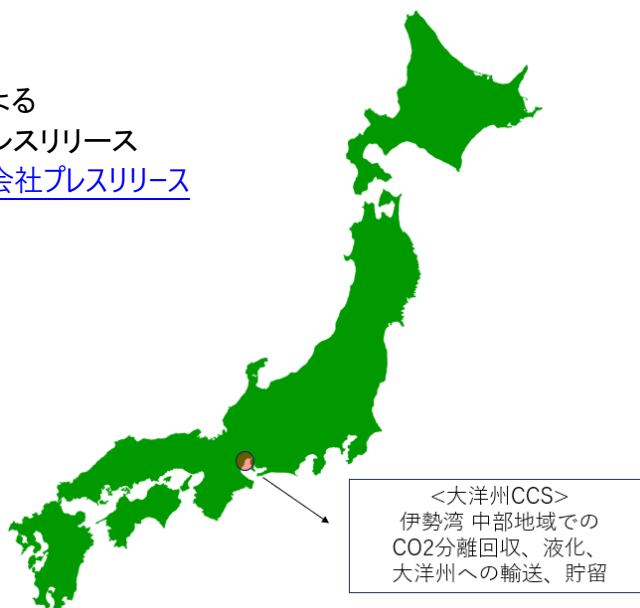 よる
レスリリース
会社プレスリリース
<大洋州CCS>
伊勢湾 中部地域での
CO2分離回収、液化、
大洋州への輸送、貯留